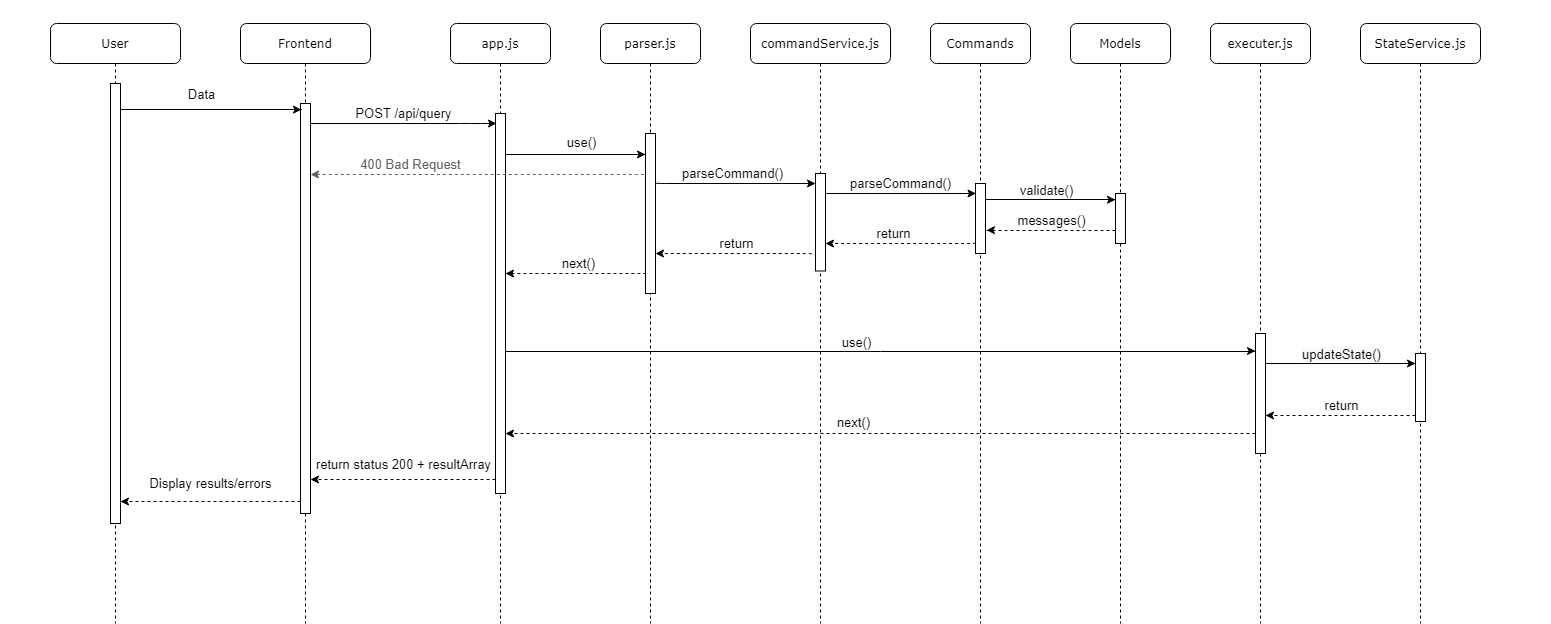 User
Frontend
app.js
parser.js
commandService.js
Commands
Models
executer.js
StateService.js
Data
POST /api/query
use()
400 Bad Request
parseCommand()
parseCommand()
validate()
messages()
return
return
next()
use()
updateState()
return
next()
return status 200 + resultArray
Display results/errors